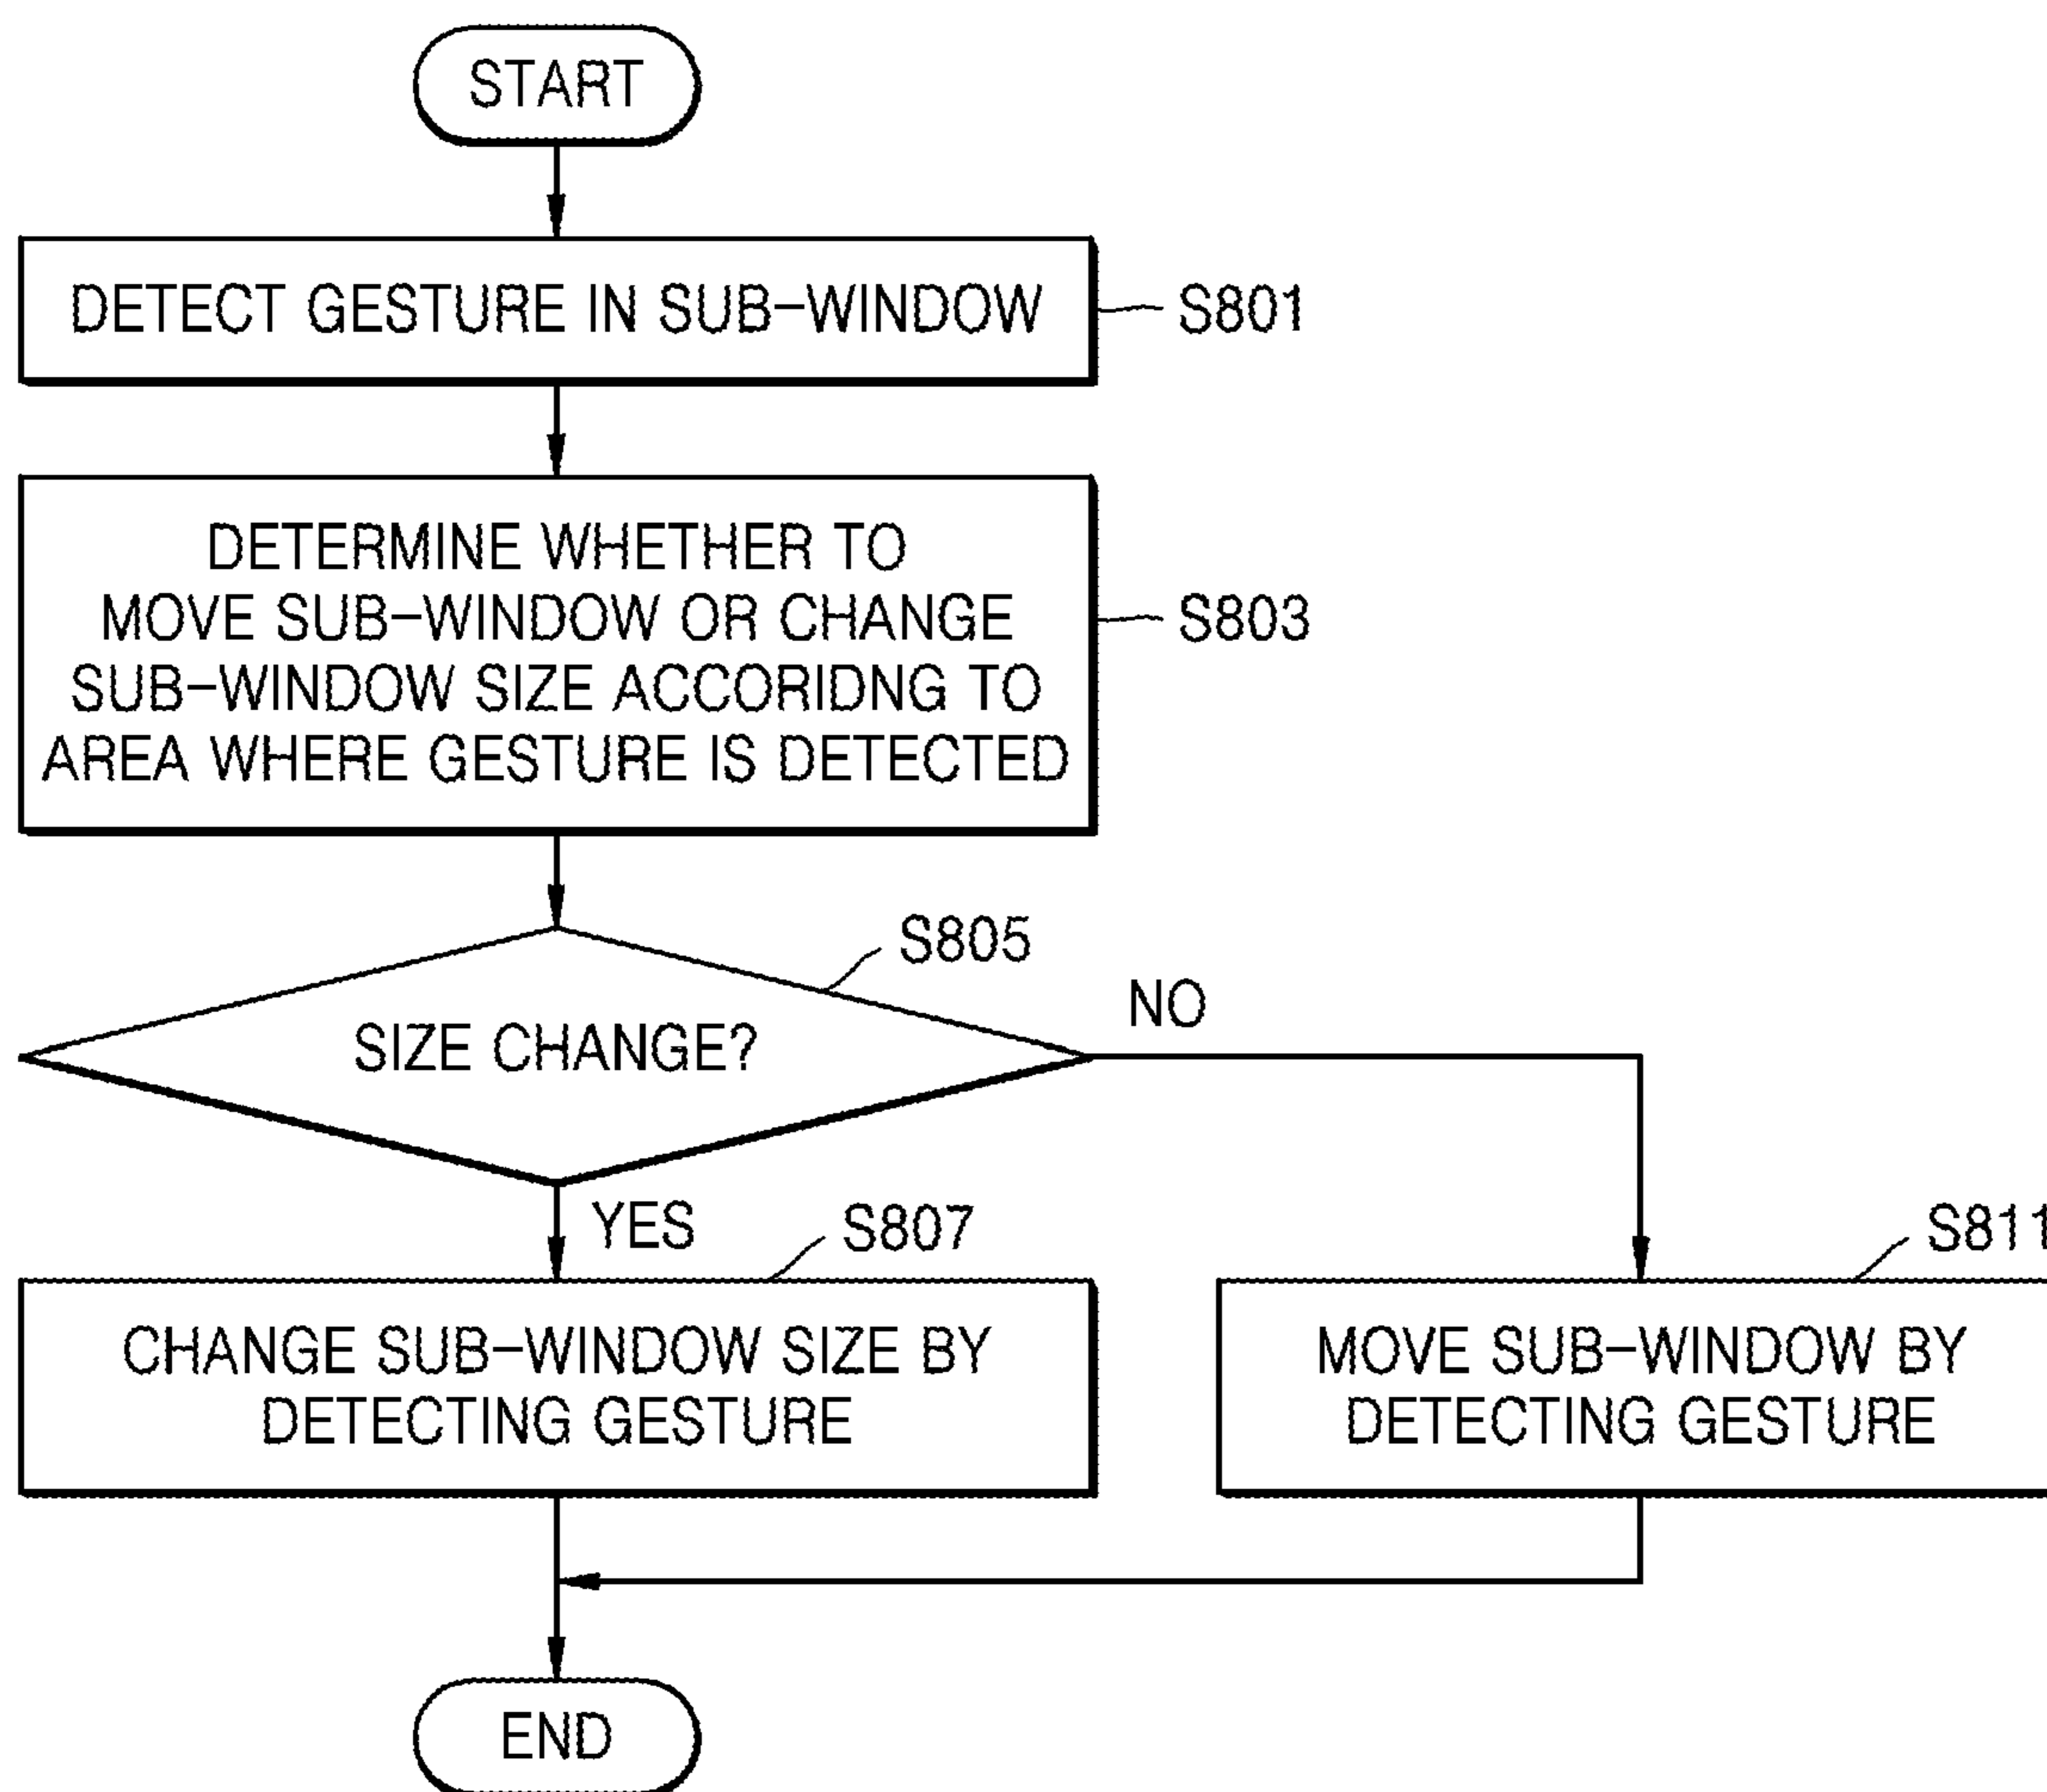 START
DETECT GESTURE IN SUB-WINDOW
S801
DETERMINE WHETHER TO
MOVE SUB-WINDOW OR CHANGE
SUB-WINDOW SIZE ACCORIDNG TO
AREA WHERE GESTURE IS DETECTED
S803
S805
SIZE CHANGE?
NO
YES
S807
CHANGE SUB-WINDOW SIZE BY
DETECTING GESTURE
S811
MOVE SUB-WINDOW BY
DETECTING GESTURE
END